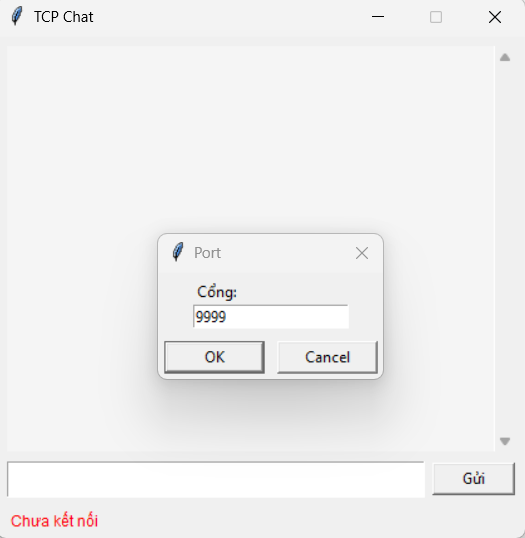 TCP Chat
Port
Cổng:
9999
OK
Cancel
Gửi
Chưa kết nối